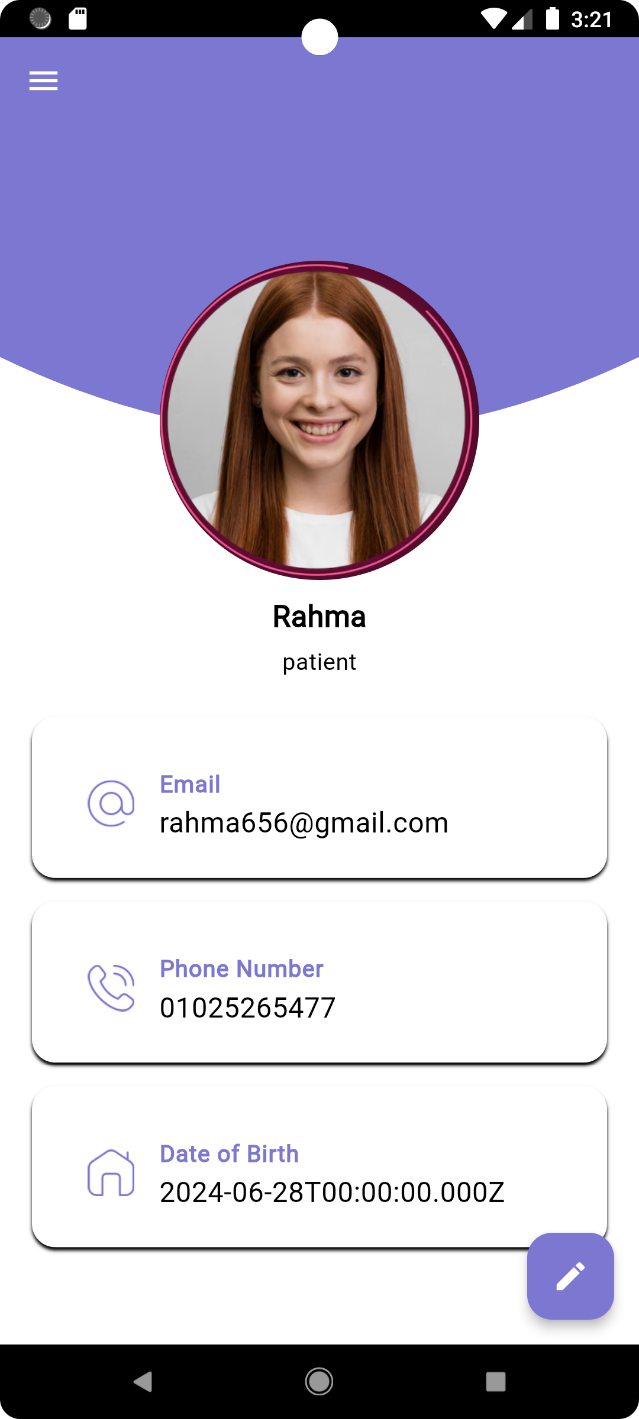 3:21
Rahma
patient
Email
rahma656@gmail.com
Phone Number
01025265477
Date of Birth
2024-06-28T00:00:00.000Z